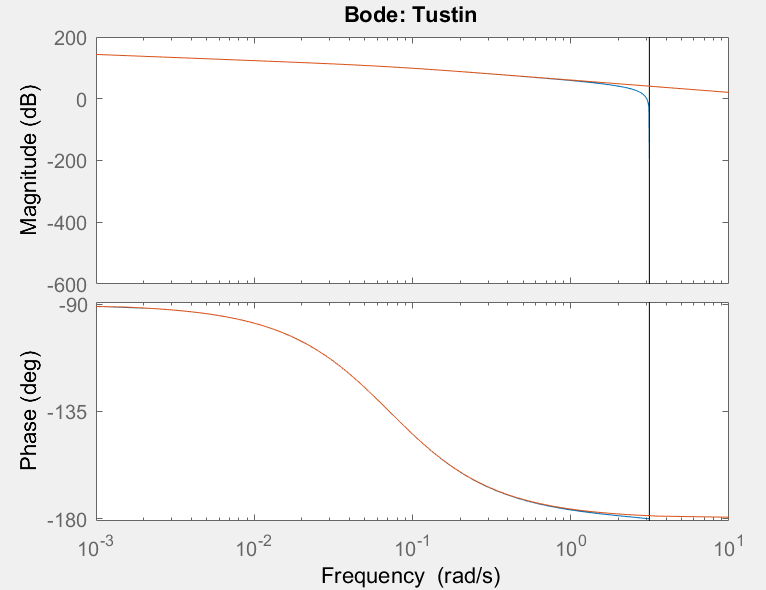 Bode: Tustin
Magnitude (dB)
200
0
-200
-400
-600
Phase (deg)
-90
-135
-180
10^-3 10^-2 10^-1 10^0 10^1
Frequency (rad/s)